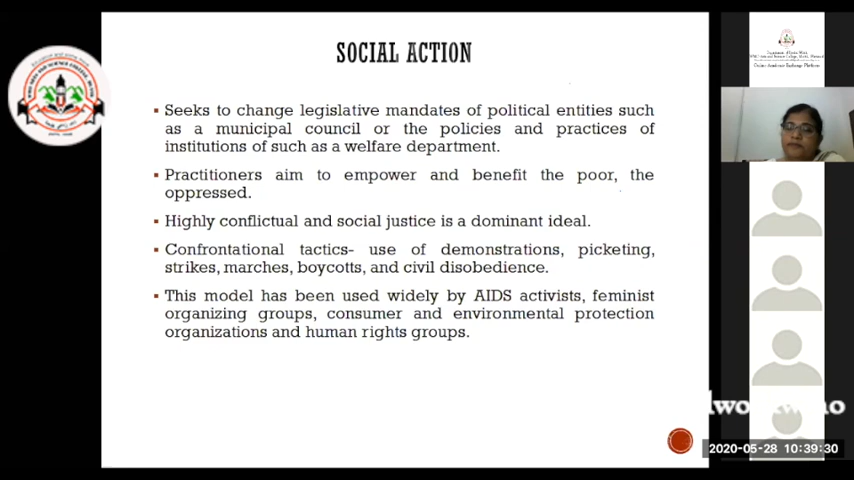 SOCIAL ACTION
▪ Seeks to change legislative mandates of political entities such
as a municipal council or the policies and practices of
institutions of such as a welfare department.
▪ Practitioners aim to empower and benefit the poor, the
oppressed.
▪ Highly conflictual and social justice is a dominant ideal.
▪ Confrontational tactics- use of demonstrations, picketing,
strikes, marches, boycotts, and civil disobedience.
▪ This model has been used widely by AIDS activists, feminist
organizing groups, consumer and environmental protection
organizations and human rights groups.
Online Academic Exchange Platform
2020-05-28 10:39:30